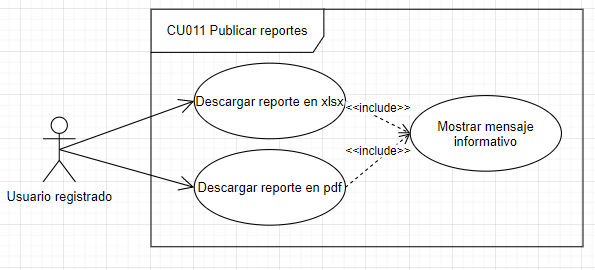 CU011 Publicar reportes
Descargar reporte en xlsx
<<include>>
Mostrar mensaje
informativo
<<include>>
Descargar reporte en pdf
Usuario registrado